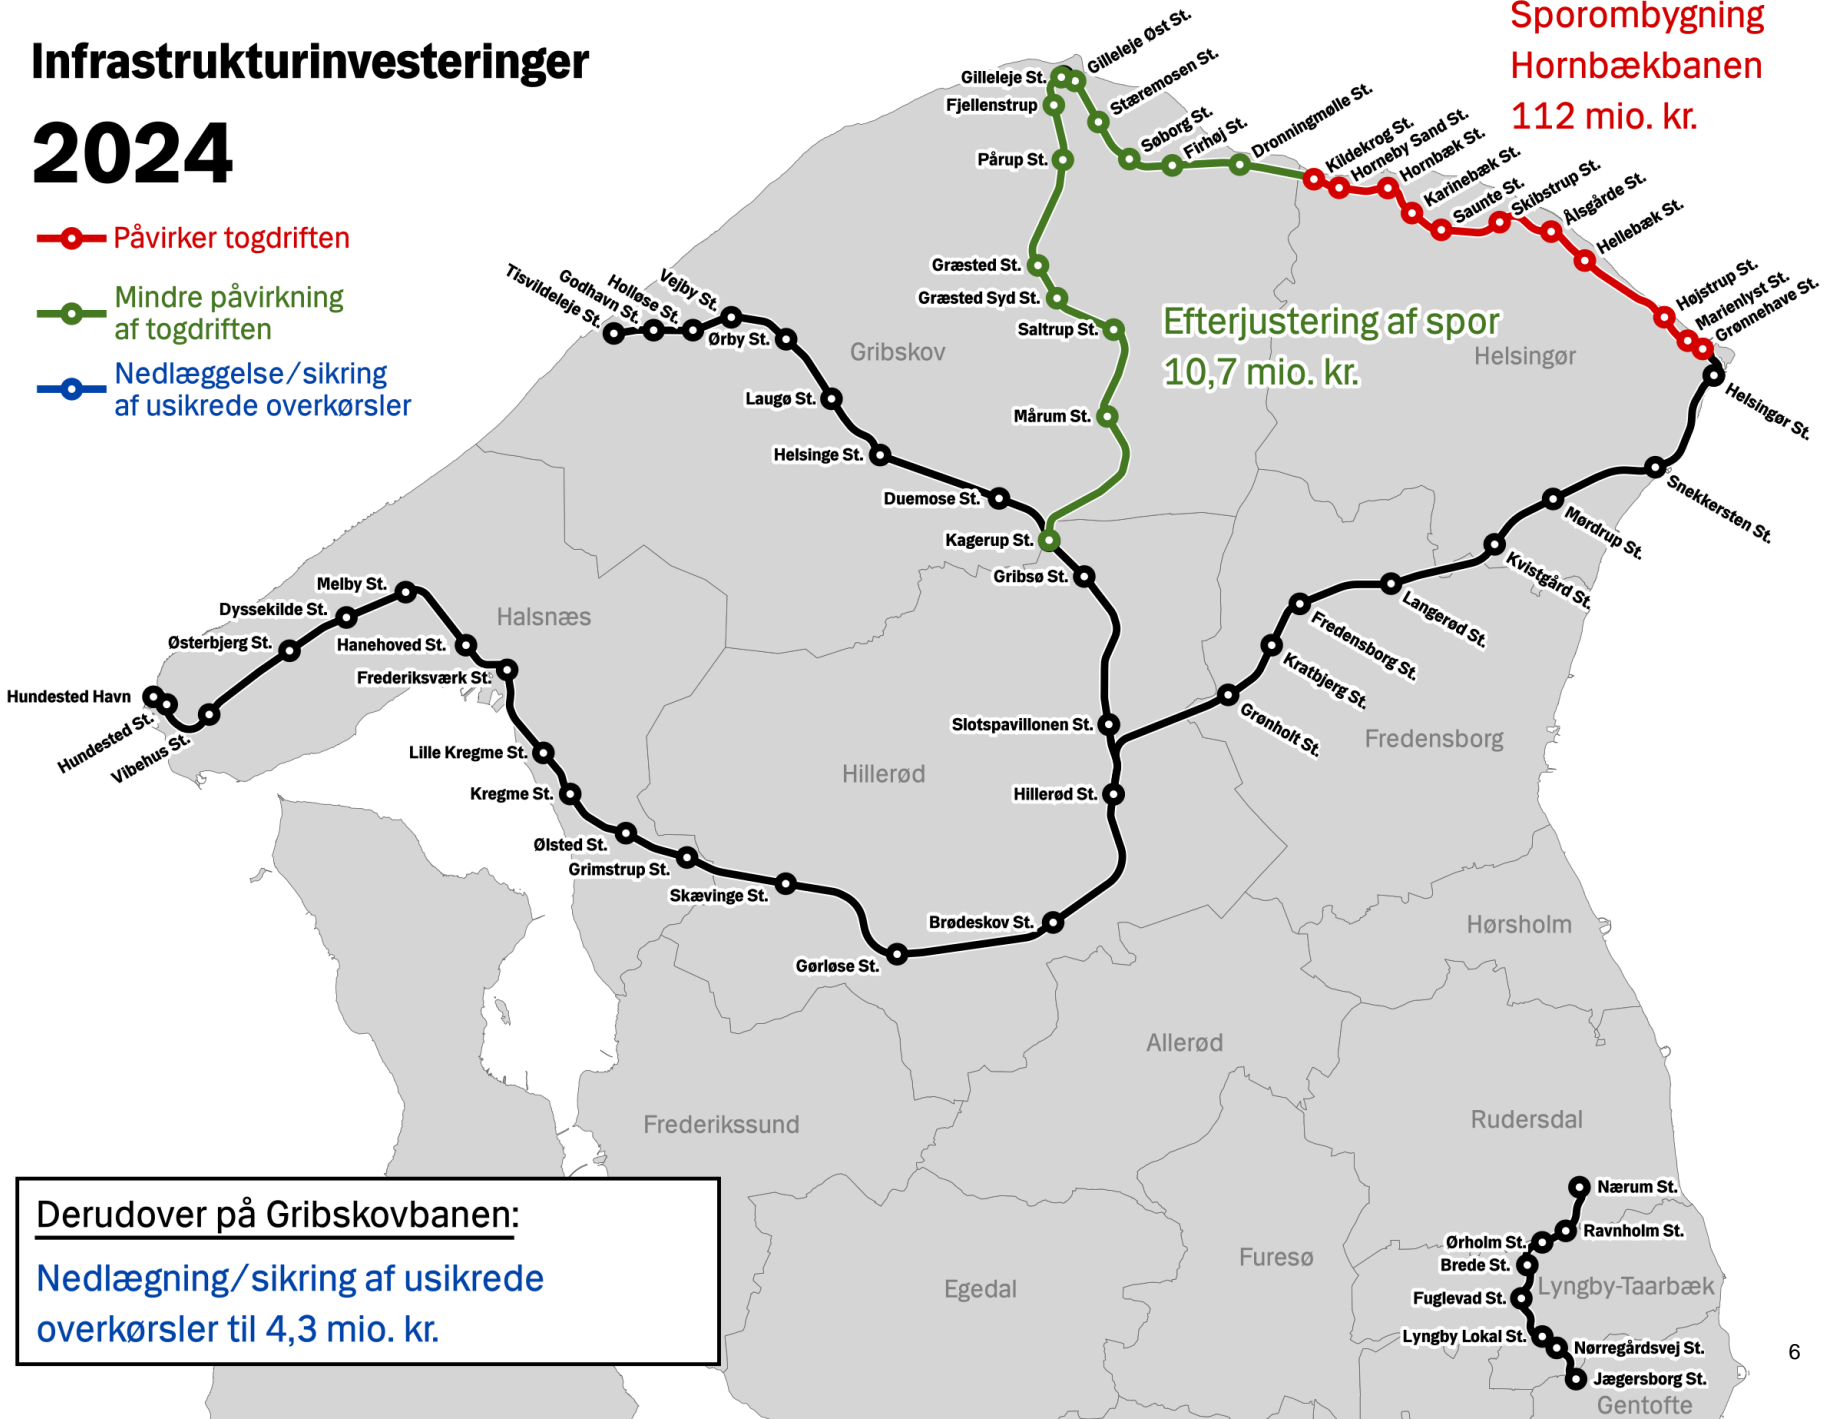 Infrastrukturinvesteringer
2024
Påvirker togdriften
Mindre påvirkning
af togdriften
Nedlæggelse/sikring
af usikrede overkørsler
Sporombygning
Hornbækbanen
112 mio. kr.
Gilleleje St.
Gilleleje Øst St.
Fjellenstrup
Stæremosen St.
Pårup St.
Søborg St.
Firhøj St.
Dronningmølle St.
Kildekrog St.
Horneby Sand St.
Hornbæk St.
Karinebæk St.
Saunte St.
Skibstrup St.
Ålsgårde St.
Hellebæk St.
Højstrup St.
Marienlyst St.
Grønnehave St.
Helsingør St.
Snekkersten St.
Mørdrup St.
Kvistgård St.
Langerød St.
Fredensborg St.
Kratbjerg St.
Grønholt St.
Græsted St.
Græsted Syd St.
Saltrup St.
Mårum St.
Efterjustering af spor
10,7 mio. kr.
Tisvildeleje St.
Godhavn St.
Holløse St.
Vejby St.
Ørby St.
Laugø St.
Helsinge St.
Duemose St.
Kagerup St.
Gribsø St.
Slotspavillonen St.
Hillerød St.
Brødeskov St.
Gørløse St.
Skævinge St.
Grimstrup St.
Ølsted St.
Kregme St.
Lille Kregme St.
Frederiksværk St.
Hanehoved St.
Melby St.
Dyssekilde St.
Østerbjerg St.
Hundested Havn
Hundested St.
Vibehus St.
Gribskov
Helsingør
Halsnæs
Hillerød
Fredensborg
Hørsholm
Allerød
Frederikssund
Rudersdal
Egedal
Furesø
Lyngby-Taarbæk
Gentofte
Nærum St.
Ravnholm St.
Ørholm St.
Brede St.
Fuglevad St.
Lyngby Lokal St.
Nørregårdsvej St.
Jægersborg St.
Derudover på Gribskovbanen:
Nedlægning/sikring af usikrede
overkørsler til 4,3 mio. kr.
6